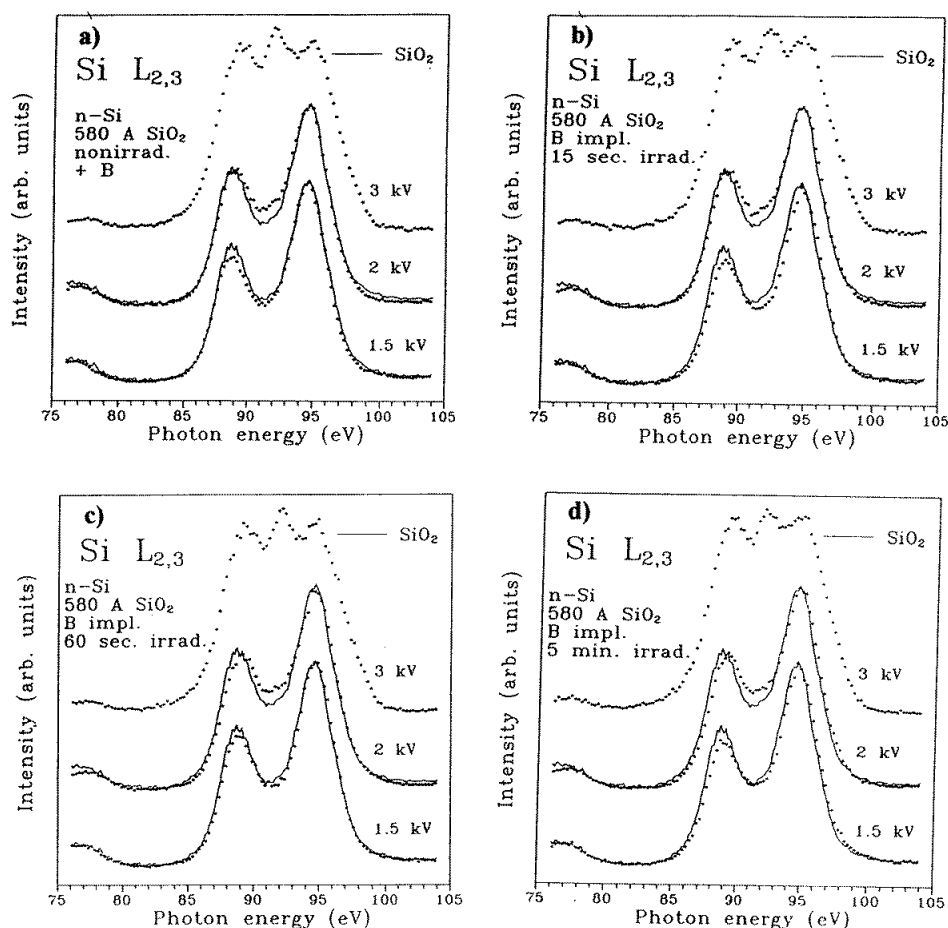 a)
SiO₂
Si L₂,₃
n-Si
580 A SiO₂
nonirrad.
+ B
3 kV
2 kV
1.5 kV
Intensity (arb. units)
75 80 85 90 95 100 105
Photon energy (eV)
b)
SiO₂
Si L₂,₃
n-Si
580 A SiO₂
B impl.
15 sec. irrad.
3 kV
2 kV
1.5 kV
Intensity (arb. units)
75 80 85 90 95 100 105
Photon energy (eV)
c)
SiO₂
Si L₂,₃
n-Si
580 A SiO₂
B impl.
60 sec. irrad.
3 kV
2 kV
1.5 kV
Intensity (arb. units)
75 80 85 90 95 100 105
Photon energy (eV)
d)
SiO₂
Si L₂,₃
n-Si
580 A SiO₂
B impl.
5 min. irrad.
3 kV
2 kV
1.5 kV
Intensity (arb. units)
75 80 85 90 95 100 105
Photon energy (eV)